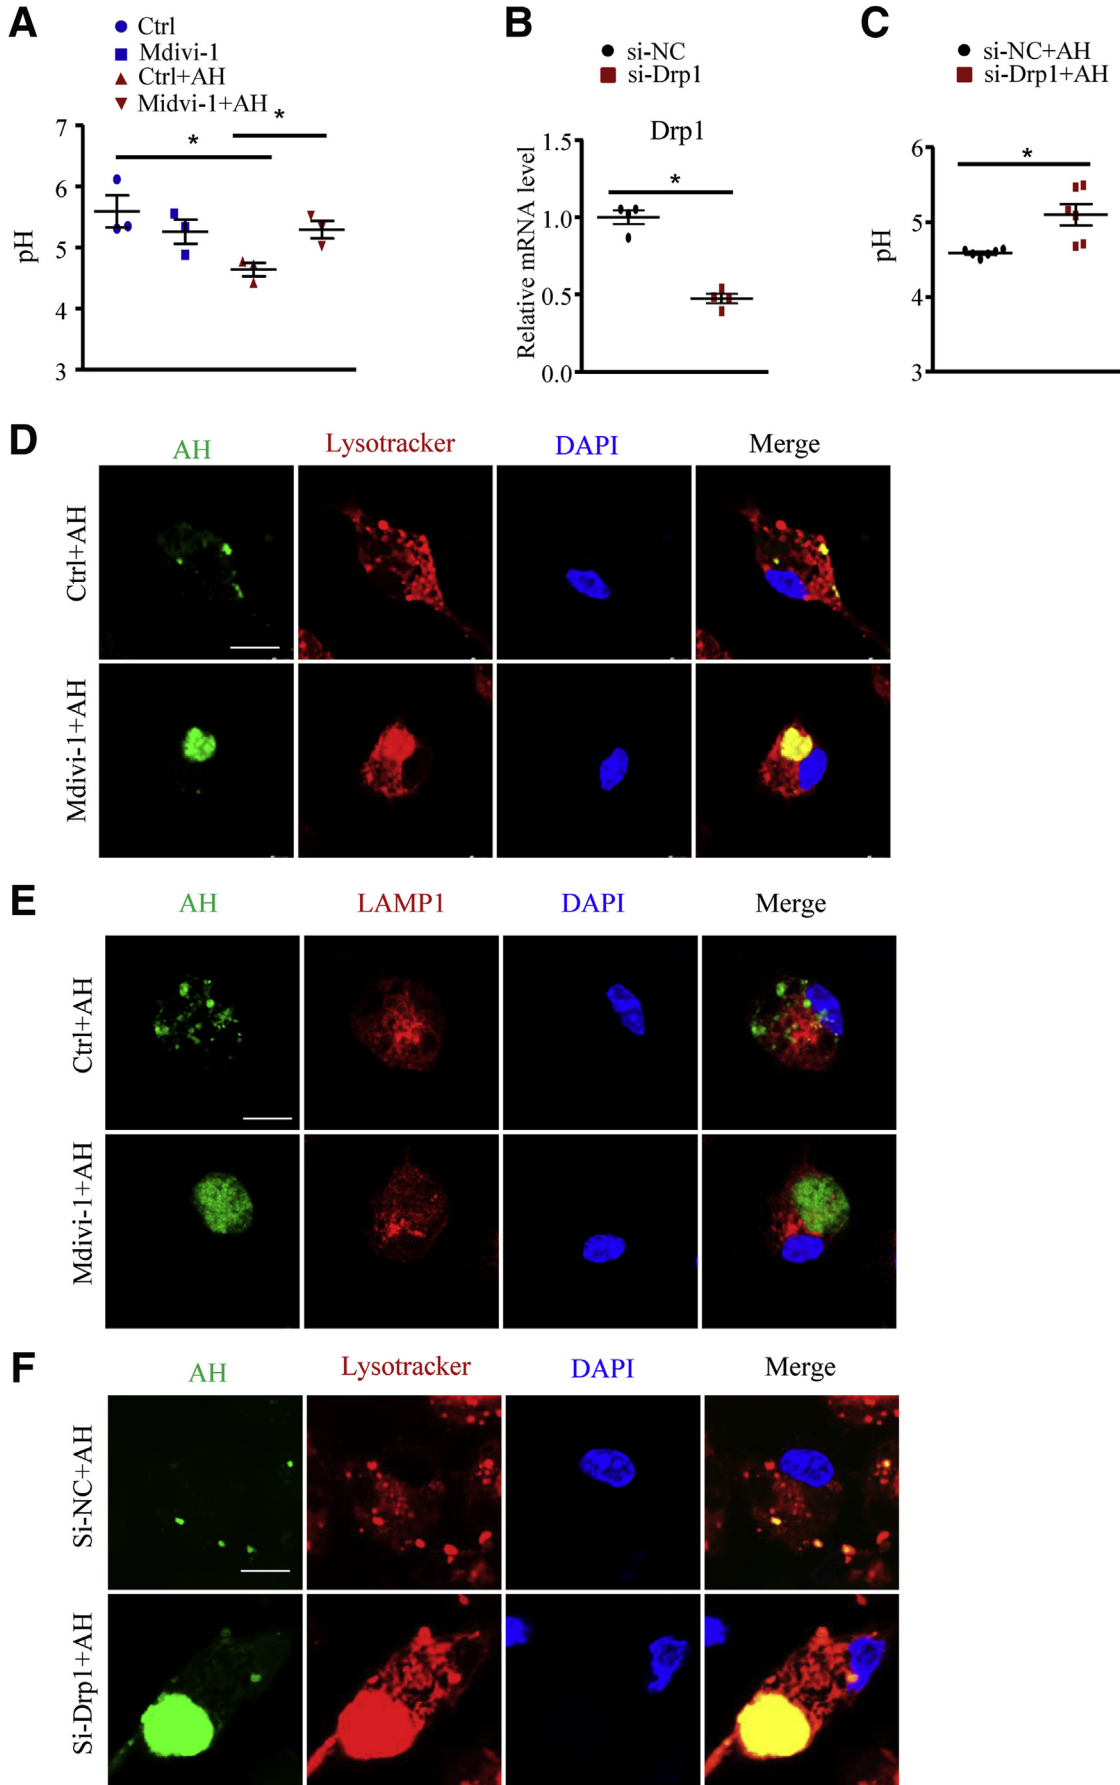 A
Ctrl
Mdivi-1
Ctrl+AH
Midvi-1+AH
*
*
7
6
5
4
3
pH
B
si-NC
si-Drp1
Drp1
*
1.5
1.0
0.5
0.0
Relative mRNA level
C
si-NC+AH
si-Drp1+AH
*
6
5
4
3
pH
D
AH
Lysotracker
DAPI
Merge
Ctrl+AH
Mdivi-1+AH
E
AH
LAMP1
DAPI
Merge
Ctrl+AH
Mdivi-1+AH
F
AH
Lysotracker
DAPI
Merge
Si-NC+AH
Si-Drp1+AH